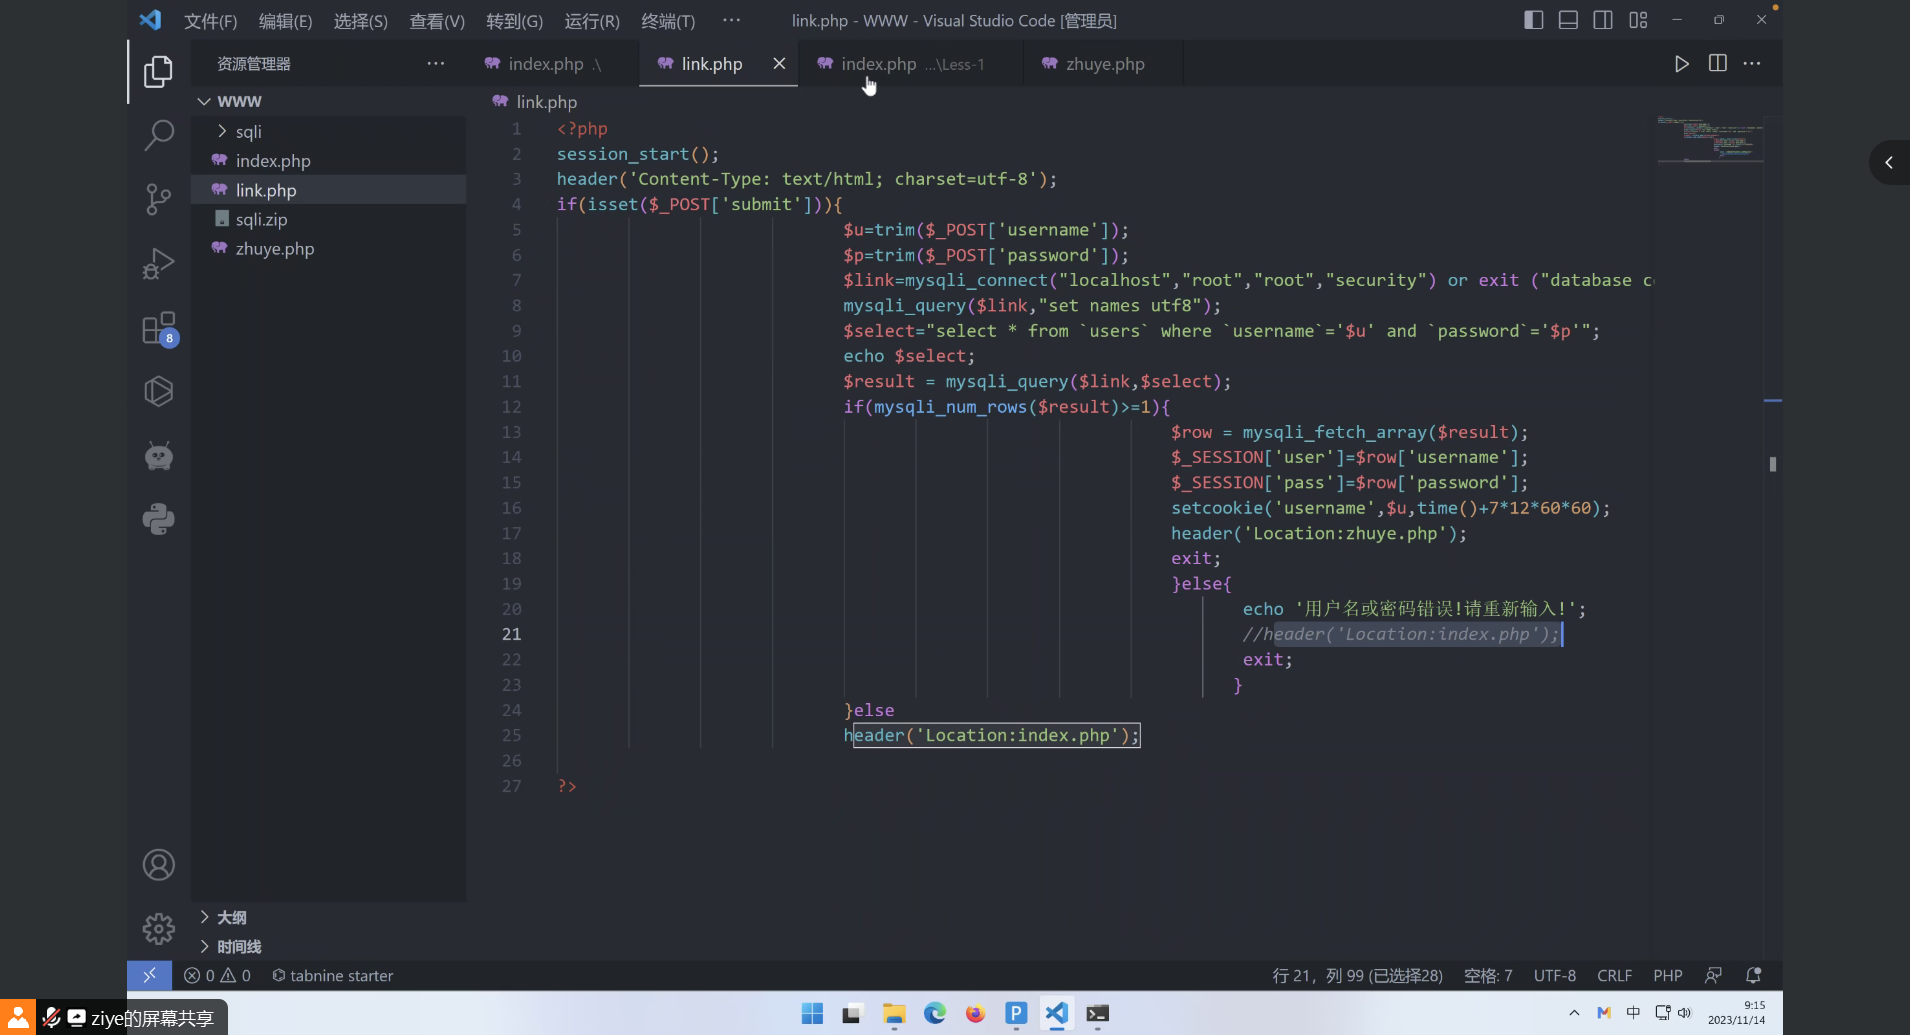 文件(F) 编辑(E) 选择(S) 查看(V) 转到(G) 运行(R) 终端(T) ··· link.php - WWW - Visual Studio Code [管理员]
资源管理器 ···
index.php .\ link.php index.php ...\Less-1 zhuye.php
WWW
sqli
index.php
link.php
sqli.zip
zhuye.php
大纲
时间线
link.php
1 <?php
2 session_start();
3 header('Content-Type: text/html; charset=utf-8');
4 if(isset($_POST['submit'])){
5 $u=trim($_POST['username']);
6 $p=trim($_POST['password']);
7 $link=mysqli_connect("localhost","root","root","security") or exit ("database c
8 mysqli_query($link,"set names utf8");
9 $select="select * from `users` where `username`='$u' and `password`='$p'";
10 echo $select;
11 $result = mysqli_query($link,$select);
12 if(mysqli_num_rows($result)>=1){
13 $row = mysqli_fetch_array($result);
14 $_SESSION['user']=$row['username'];
15 $_SESSION['pass']=$row['password'];
16 setcookie('username',$u,time()+7*12*60*60);
17 header('Location:zhuye.php');
18 exit;
19 }else{
20 echo '用户名或密码错误!请重新输入!';
21 //header('Location:index.php');
22 exit;
23 }
24 }else
25 header('Location:index.php');
26
27 ?>
8
0 0 tabnine starter 行 21，列 99 (已选择28) 空格: 7 UTF-8 CRLF PHP
ziye的屏幕共享
中
9:15
2023/11/14